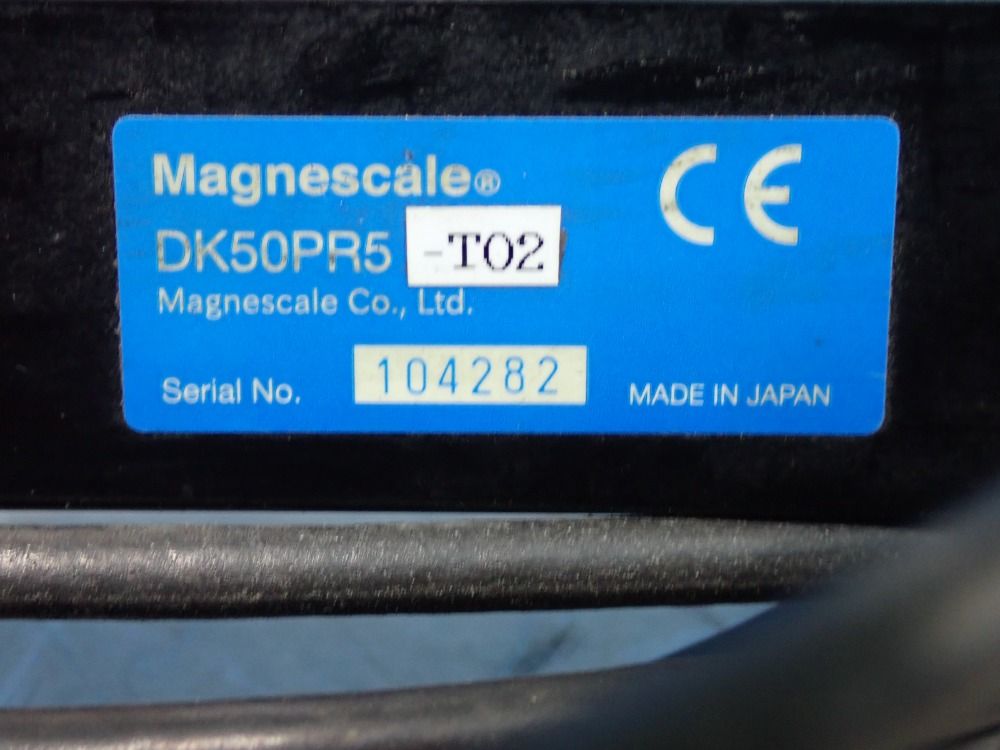 Magnescale®
DK50PR5 -T02
Magnescale Co., Ltd.
CE
Serial No. 104282
MADE IN JAPAN